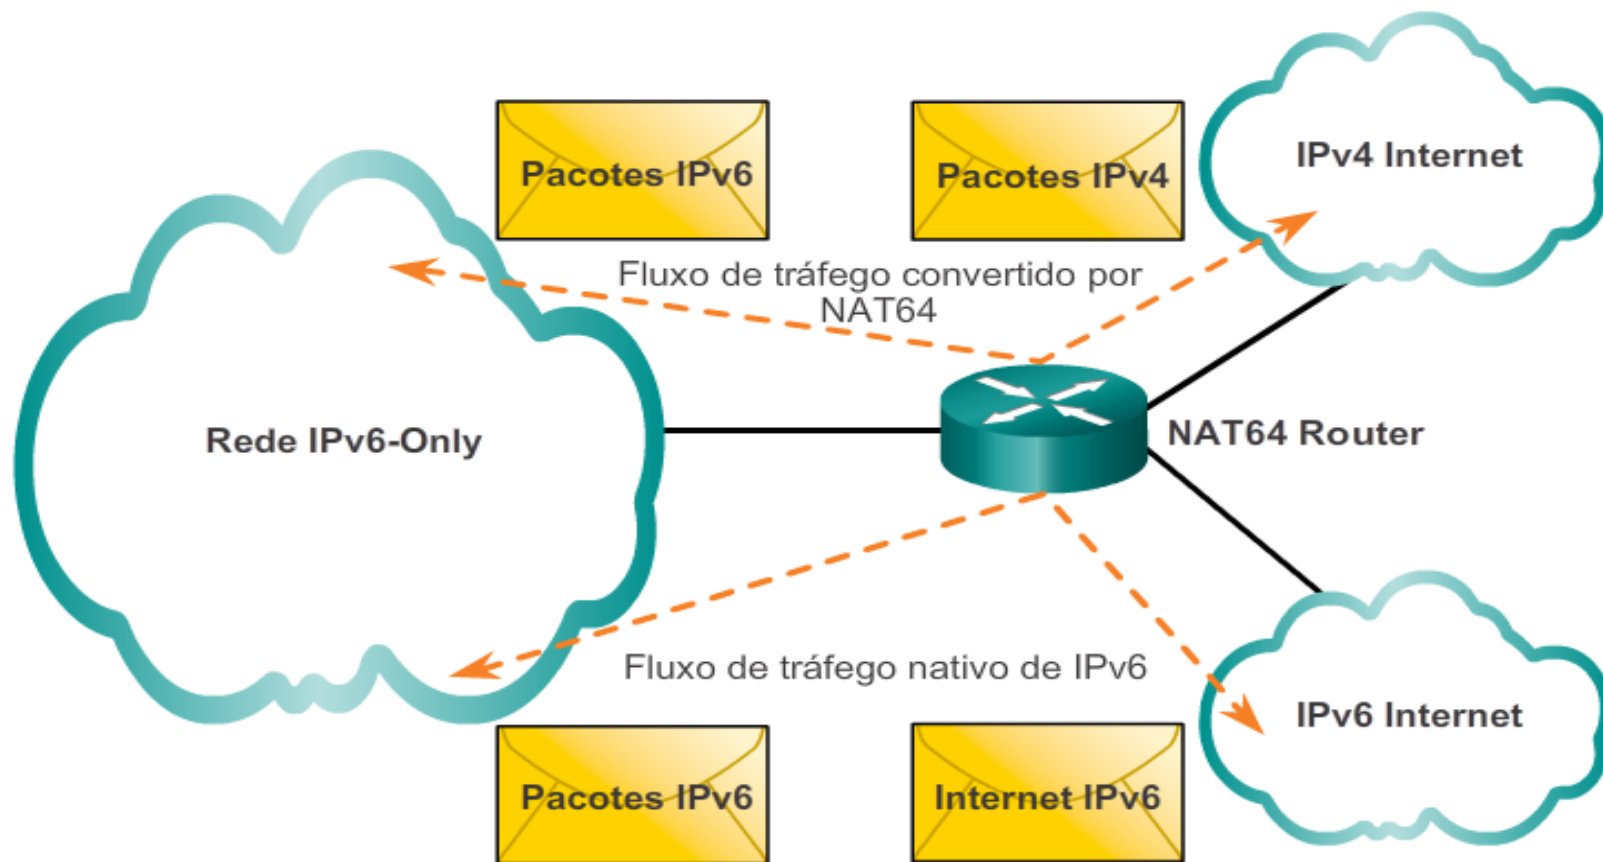 Pacotes IPv6
Pacotes IPv4
IPv4 Internet
Fluxo de tráfego convertido por
NAT64
Rede IPv6-Only
NAT64 Router
Fluxo de tráfego nativo de IPv6
IPv6 Internet
Pacotes IPv6
Internet IPv6